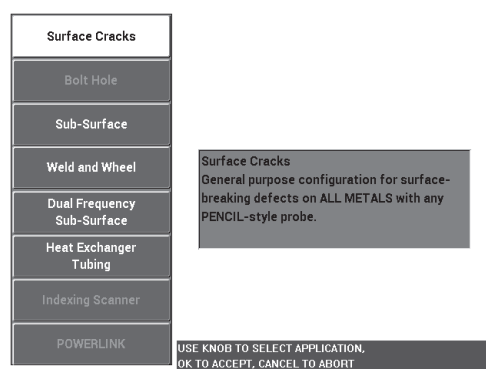 Surface Cracks
Bolt Hole
Sub-Surface
Weld and Wheel
Dual Frequency
Sub-Surface
Heat Exchanger
Tubing
Indexing Scanner
POWERLINK
Surface Cracks
General purpose configuration for surface-
breaking defects on ALL METALS with any
PENCIL-style probe.
USE KNOB TO SELECT APPLICATION,
OK TO ACCEPT, CANCEL TO ABORT